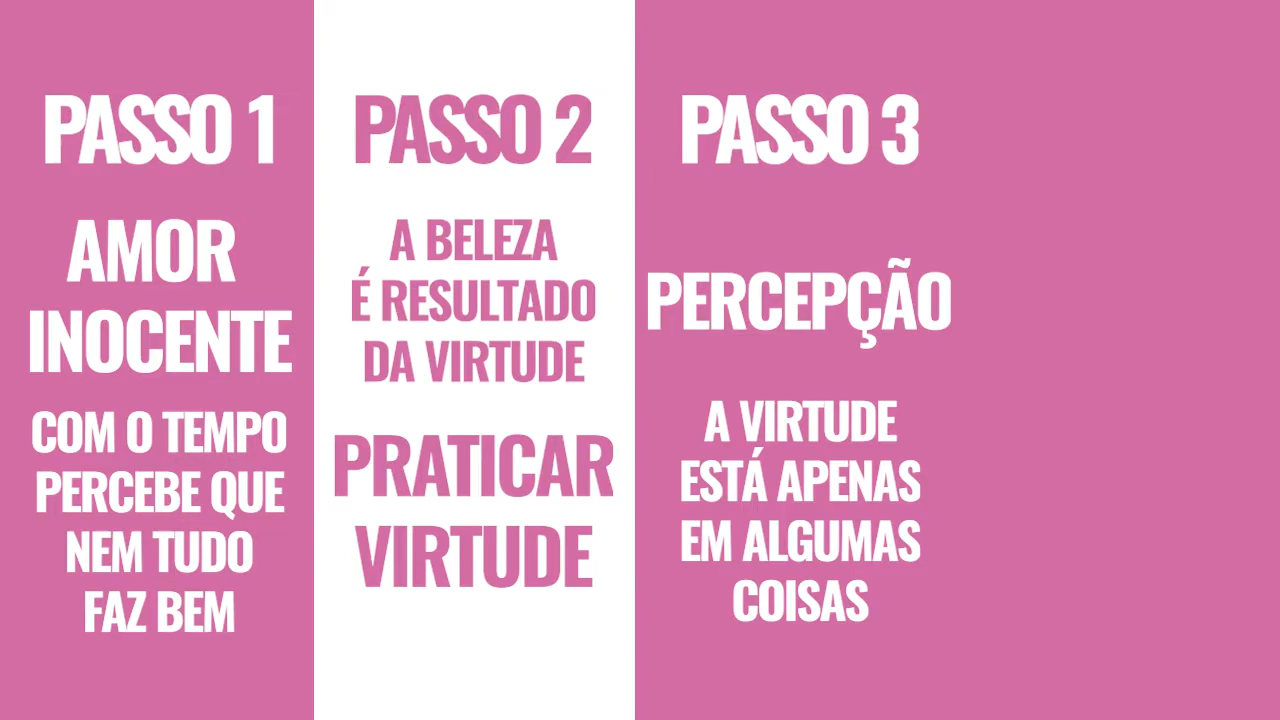 PASSO 1
AMOR
INOCENTE
COM O TEMPO
PERCEBE QUE
NEM TUDO
FAZ BEM
PASSO 2
A BELEZA
É RESULTADO
DA VIRTUDE
PRATICAR
VIRTUDE
PASSO 3
PERCEPÇÃO
A VIRTUDE
ESTÁ APENAS
EM ALGUMAS
COISAS